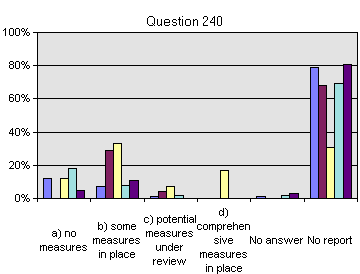 Question 240
100%
80%
60%
40%
20%
0%
a) no
measures
b) some
measures
in place
c) potential
measures
under
review
d)
comprehen
sive
measures
in place
No answer
No report